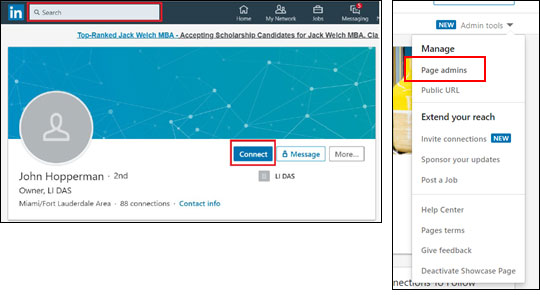 in
Search
Home
My Network
Jobs
Messaging
Top-Ranked Jack Welch MBA - Accepting Scholarship Candidates for Jack Welch MBA, Cla
Connect
Message
More...
John Hopperman · 2nd
LI DAS
Owner, LI DAS
Miami/Fort Lauderdale Area · 88 connections · Contact info
NEW Admin tools
Manage
Page admins
Public URL
Extend your reach
Invite connections NEW
Sponsor your updates
Post a Job
Help Center
Pages terms
Give feedback
Deactivate Showcase Page
nections To Follow